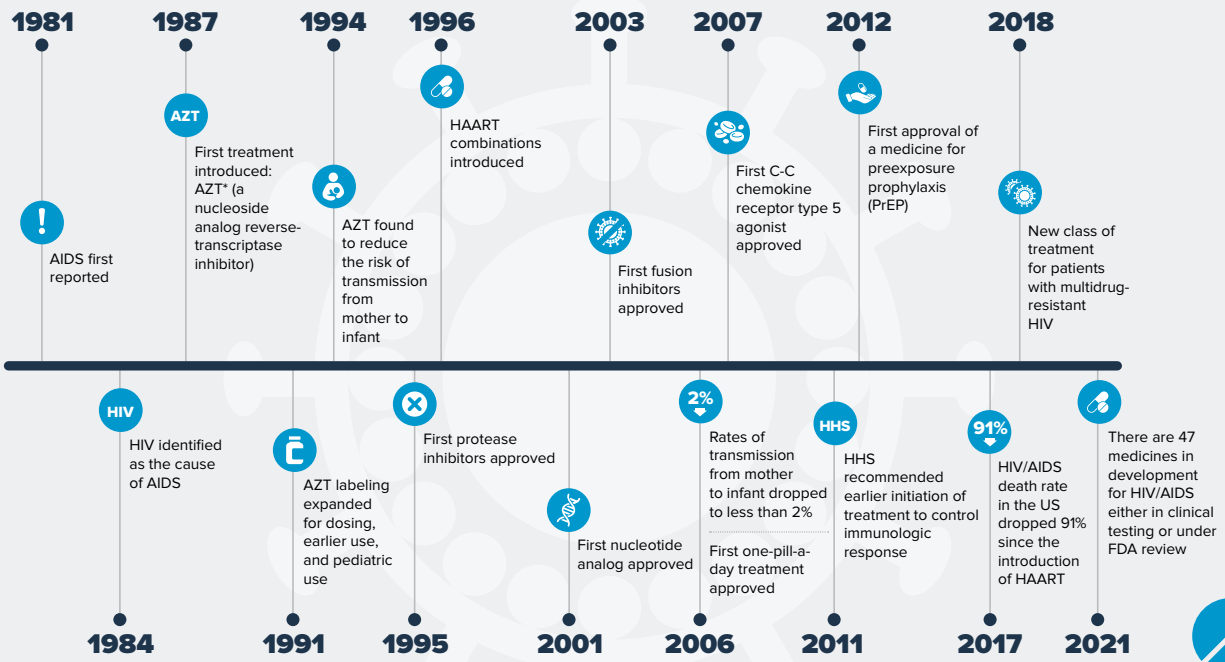 1981
1987
1994
1996
2003
2007
2012
2018
!
AIDS first
reported
AZT
First treatment
introduced:
AZT* (a
nucleoside
analog reverse-
transcriptase
inhibitor)
AZT found
to reduce
the risk of
transmission
from
mother to
infant
HAART
combinations
introduced
First fusion
inhibitors
approved
First C-C
chemokine
receptor type 5
agonist
approved
First approval of
a medicine for
preexposure
prophylaxis
(PrEP)
New class of
treatment
for patients
with multidrug-
resistant
HIV
HIV
HIV identified
as the cause
of AIDS
AZT labeling
expanded
for dosing,
earlier use,
and pediatric
use
First protease
inhibitors approved
First nucleotide
analog approved
2%
Rates of
transmission
from mother
to infant dropped
to less than 2%
First one-pill-a-
day treatment
approved
HHS
HHS
recommended
earlier initiation of
treatment to control
immunologic
response
91%
HIV/AIDS
death rate
in the US
dropped 91%
since the
introduction
of HAART
There are 47
medicines in
development
for HIV/AIDS
either in clinical
testing or under
FDA review
1984
1991
1995
2001
2006
2011
2017
2021